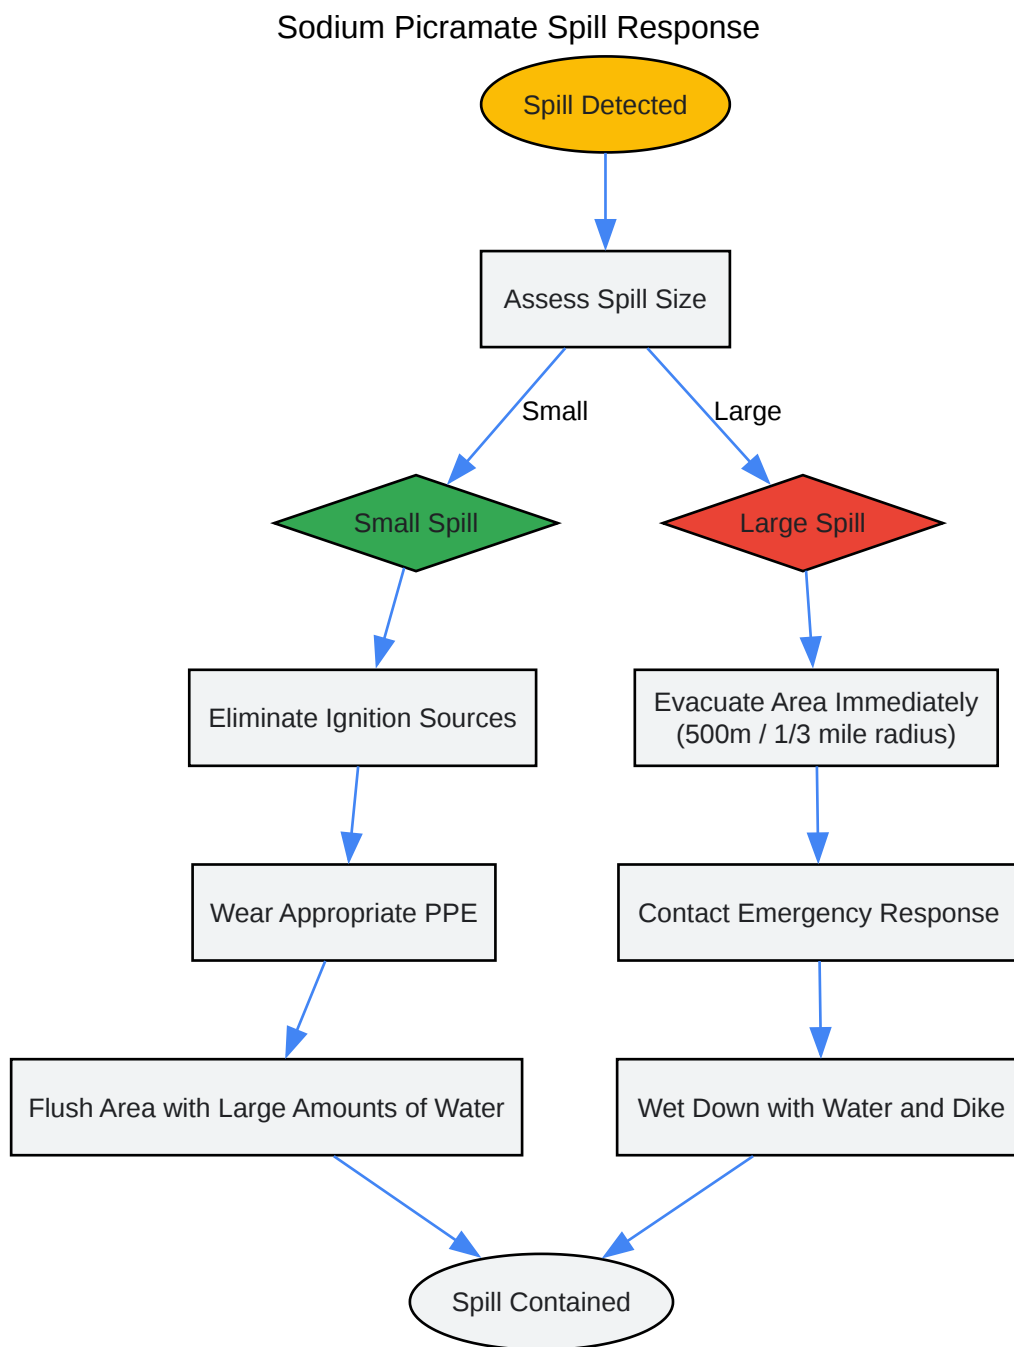 Sodium Picramate Spill Response
Spill Detected
Assess Spill Size
Small
Large
Small Spill
Large Spill
Eliminate Ignition Sources
Evacuate Area Immediately
(500m / 1/3 mile radius)
Wear Appropriate PPE
Contact Emergency Response
Flush Area with Large Amounts of Water
Wet Down with Water and Dike
Spill Contained